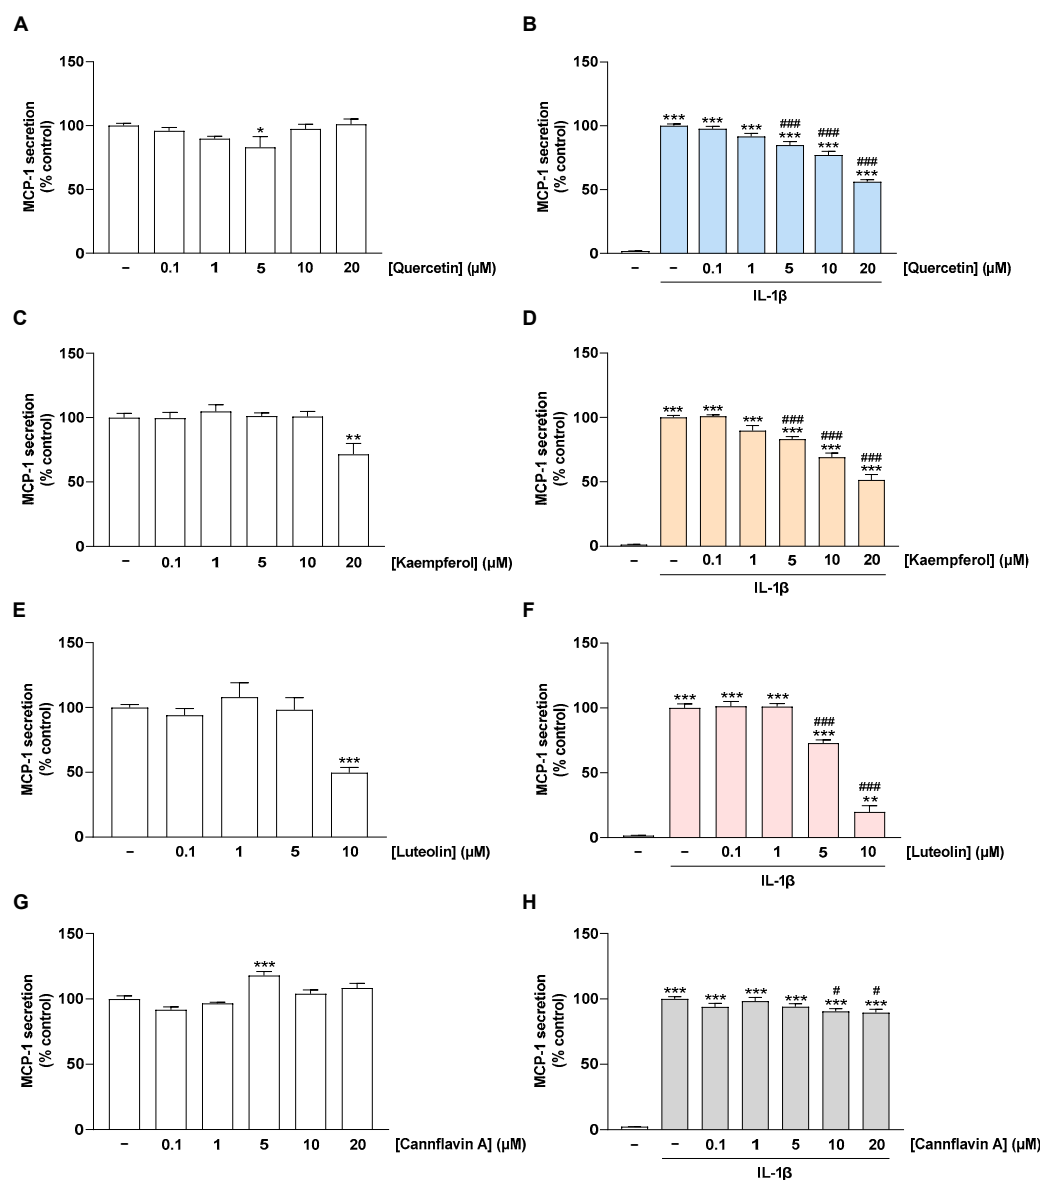 A
MCP-1 secretion
(% control)
150
100
50
0
*
– 0.1 1 5 10 20 [Quercetin] (µM)
B
MCP-1 secretion
(% control)
150
100
50
0
### ### ###
*** *** *** *** *** ***
– – 0.1 1 5 10 20 [Quercetin] (µM)
IL-1β
C
MCP-1 secretion
(% control)
150
100
50
0
**
– 0.1 1 5 10 20 [Kaempferol] (µM)
D
MCP-1 secretion
(% control)
150
100
50
0
### ### ###
*** *** *** *** *** ***
– – 0.1 1 5 10 20 [Kaempferol] (µM)
IL-1β
E
MCP-1 secretion
(% control)
150
100
50
0
***
– 0.1 1 5 10 [Luteolin] (µM)
F
MCP-1 secretion
(% control)
150
100
50
0
### ###
*** *** *** *** **
– – 0.1 1 5 10 [Luteolin] (µM)
IL-1β
G
MCP-1 secretion
(% control)
150
100
50
0
***
– 0.1 1 5 10 20 [Cannflavin A] (µM)
H
MCP-1 secretion
(% control)
150
100
50
0
# #
*** *** *** *** *** ***
– – 0.1 1 5 10 20 [Cannflavin A] (µM)
IL-1β